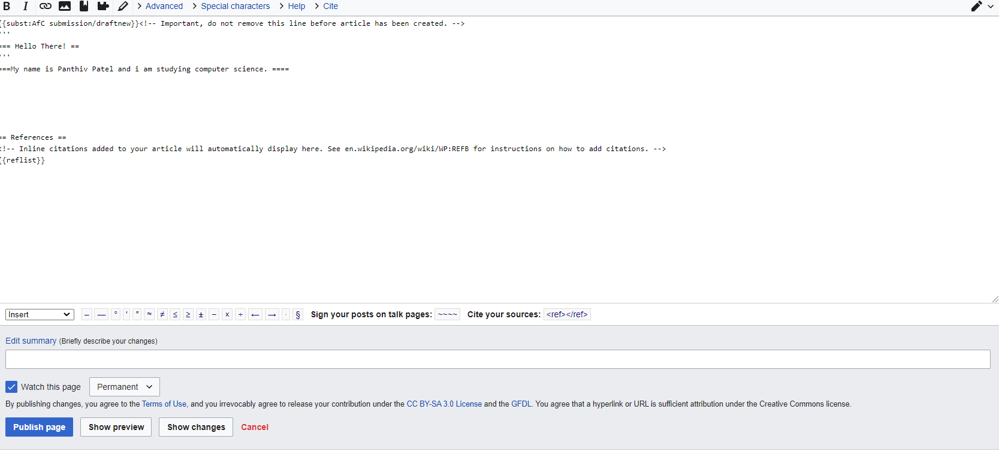 B I Advanced Special characters Help Cite
{{subst:AfC submission/draftnew}}<!-- Important, do not remove this line before article has been created. -->
'''
=== Hello There! ==
'''
===My name is Panthiv Patel and i am studying computer science. ====
== References ==
<!-- Inline citations added to your article will automatically display here. See en.wikipedia.org/wiki/WP:REFB for instructions on how to add citations. -->
{{reflist}}
Insert – — ° ′ ″ ≈ ≠ ≤ ≥ ± − × ÷ ← → · § Sign your posts on talk pages: ~~~~ Cite your sources: <ref></ref>
Edit summary (Briefly describe your changes)
Watch this page Permanent
By publishing changes, you agree to the Terms of Use, and you irrevocably agree to release your contribution under the CC BY-SA 3.0 License and the GFDL. You agree that a hyperlink or URL is sufficient attribution under the Creative Commons license.
Publish page Show preview Show changes Cancel